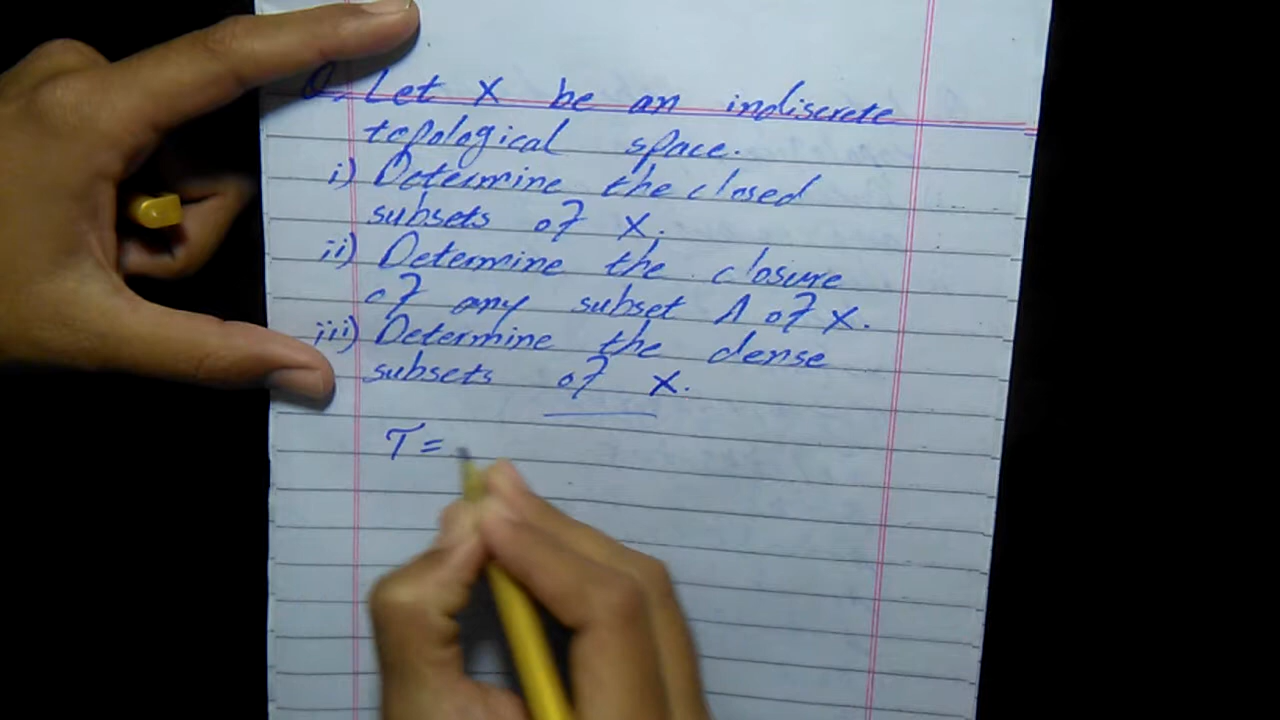 Q. Let X be an indiscrete
topological space.
i) Determine the closed
subsets of X.
ii) Determine the closure
of any subset A of X.
iii) Determine the dense
subsets of X.
T =